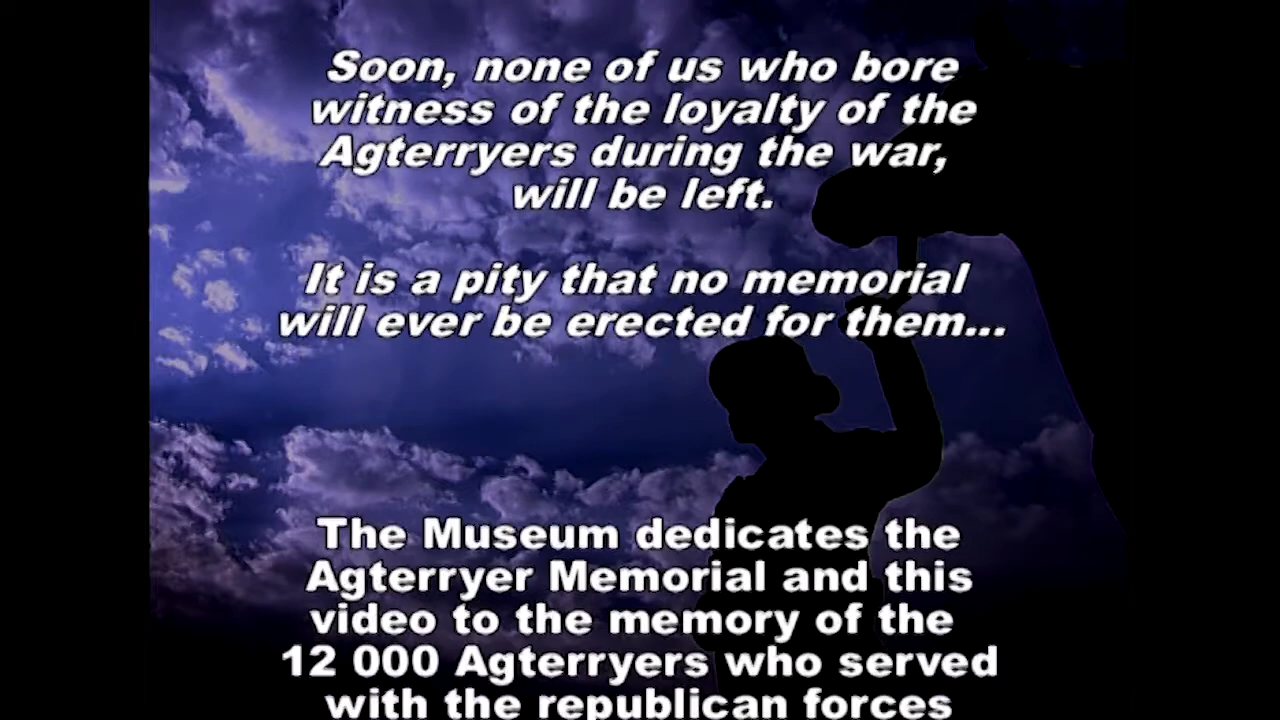 Soon, none of us who bore
witness of the loyalty of the
Agterryers during the war,
will be left.
It is a pity that no memorial
will ever be erected for them...
The Museum dedicates the
Agterryer Memorial and this
video to the memory of the
12 000 Agterryers who served
with the republican forces